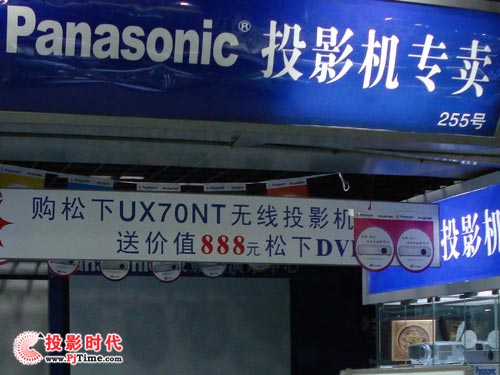 Panasonic® 投影机专卖
255号
购松下UX70NT无线投影机
送价值888元松下DV
Panasonic
投影机
投影时代
www.PjTime.com